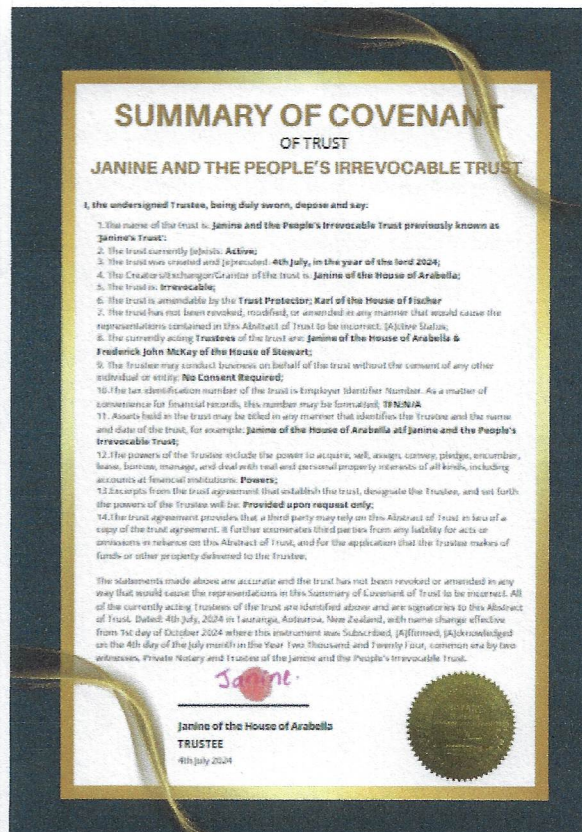 SUMMARY OF COVENANT
OF TRUST
JANINE AND THE PEOPLE'S IRREVOCABLE TRUST
I, the undersigned Trustee, being duly sworn, depose and say:
1.The name of the trust is: Janine and the People's Irrevocable Trust previously known as
'Janine's Trust':
2. The trust currently [e]xists: Active;
3. The trust was created and [e]xecuted: 4th July, in the year of the lord 2024;
4. The Creators/Exchangor/Grantor of the trust is: Janine of the House of Arabella;
5. The trust is: Irrevocable;
6. The trust is amendable by the Trust Protector; Karl of the House of Fischer
7. The trust has not been revoked, modified, or amended in any manner that would cause the
representations contained in this Abstract of Trust to be incorrect. [A]ctive Status;
8. The currently acting Trustees of the trust are: Janine of the House of Arabella &
Frederick John McKay of the House of Stewart;
9. The Trustee may conduct business on behalf of the trust without the consent of any other
individual or entity: No Consent Required;
10.The tax identification number of the trust is Employer Identifier Number. As a matter of
convenience for financial records, this number may be formatted; TFN:N/A
11. Assets held in the trust may be titled in any manner that identifies the Trustee and the name
and date of the trust, for example: Janine of the House of Arabella atf Janine and the People's
Irrevocable Trust;
12.The powers of the Trustee include the power to acquire, sell, assign, convey, pledge, encumber,
lease, borrow, manage, and deal with real and personal property interests of all kinds, including
accounts at financial institutions: Powers;
13.Excerpts from the trust agreement that establish the trust, designate the Trustee, and set forth
the powers of the Trustee will be: Provided upon request only;
14.The trust agreement provides that a third party may rely on this Abstract of Trust in lieu of a
copy of the trust agreement. It further exonerates third parties from any liability for acts or
omissions in reliance on this Abstract of Trust, and for the application that the Trustee makes of
funds or other property delivered to the Trustee.
The statements made above are accurate and the trust has not been revoked or amended in any
way that would cause the representations in this Summary of Covenant of Trust to be incorrect. All
of the currently acting Trustees of the trust are identified above and are signatories to this Abstract
of Trust. Dated: 4th July, 2024 in Tauranga, Aotearoa, New Zealand, with name change effective
from 1st day of October 2024 where this instrument was Subscribed, [A]ffirmed, [A]cknowledged
on the 4th day of the July month in the Year Two Thousand and Twenty Four, common era by two
witnesses, Private Notary and Trustee of the Janine and the People's Irrevocable Trust.
Janine.
Janine of the House of Arabella
TRUSTEE
4th July 2024